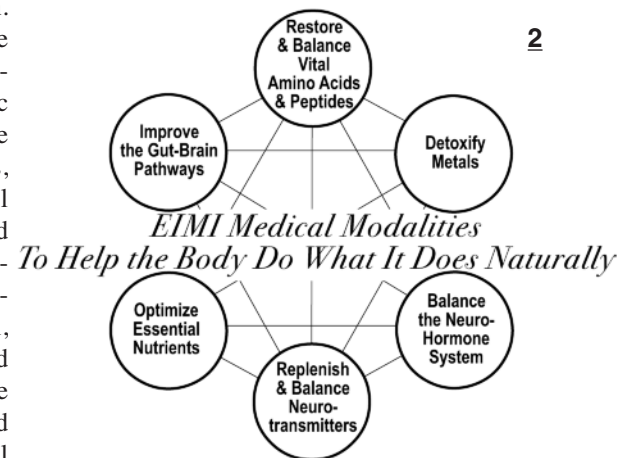 2
Restore
& Balance
Vital
Amino Acids
& Peptides
Improve
the Gut-Brain
Pathways
Detoxify
Metals
EIMI Medical Modalities
To Help the Body Do What It Does Naturally
Optimize
Essential
Nutrients
Balance
the Neuro-
Hormone
System
Replenish
& Balance
Neuro-
transmitters